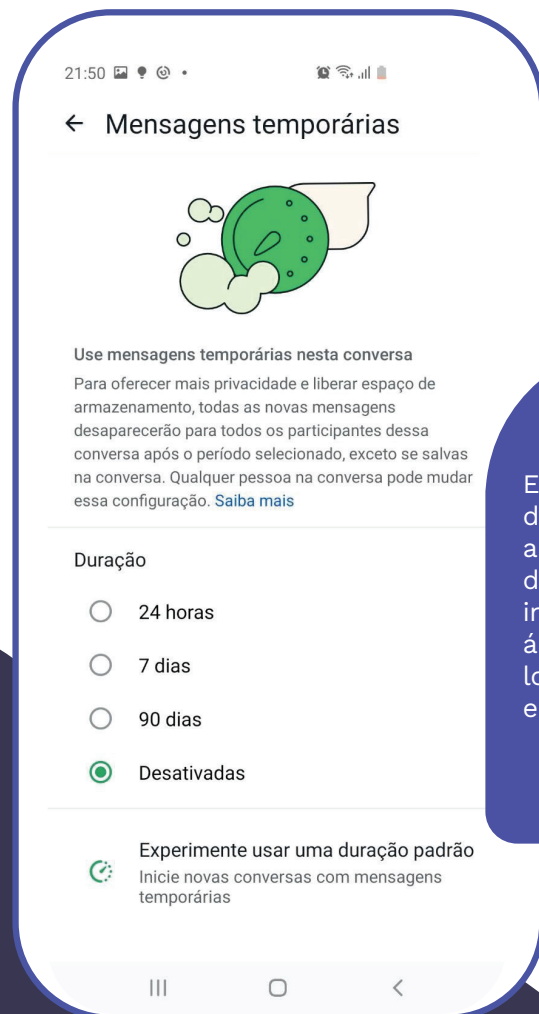 21:50
Mensagens temporárias
Use mensagens temporárias nesta conversa
Para oferecer mais privacidade e liberar espaço de
armazenamento, todas as novas mensagens
desaparecerão para todos os participantes dessa
conversa após o período selecionado, exceto se salvas
na conversa. Qualquer pessoa na conversa pode mudar
essa configuração. Saiba mais
Duração
24 horas
7 dias
90 dias
Desativadas
Experimente usar uma duração padrão
Inicie novas conversas com mensagens
temporárias